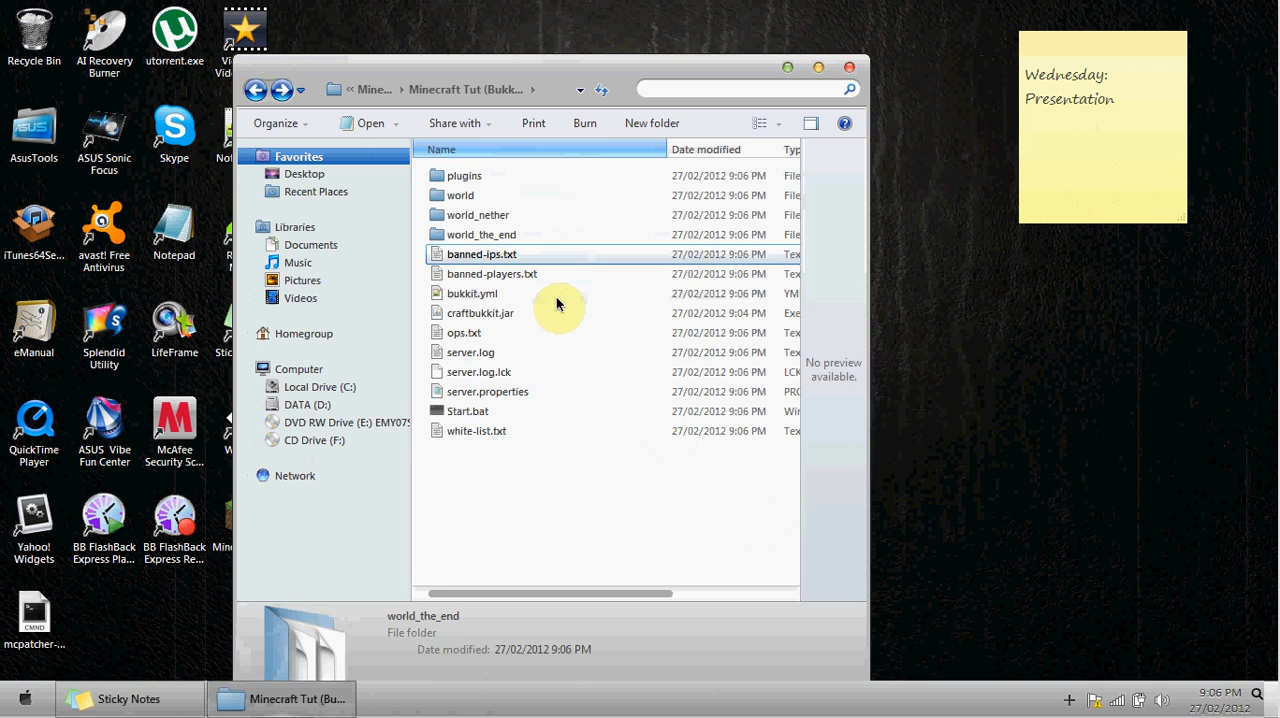 Recycle Bin
AI Recovery
Burner
utorrent.exe
AsusTools
ASUS Sonic
Focus
Skype
iTunes64Se...
avast! Free
Antivirus
Notepad
eManual
Splendid
Utility
LifeFrame
QuickTime
Player
ASUS Vibe
Fun Center
McAfee
Security Sc...
Yahoo!
Widgets
BB FlashBack
Express Pla...
BB FlashBack
Express Re...
CMND
mcpatcher-...
« Mine...
Minecraft Tut (Bukk...
Organize
Open
Share with
Print
Burn
New folder
Favorites
Desktop
Recent Places
Libraries
Documents
Music
Pictures
Videos
Homegroup
Computer
Local Drive (C:)
DATA (D:)
DVD RW Drive (E:) EMY07S
CD Drive (F:)
Network
Name Date modified Typ
plugins 27/02/2012 9:06 PM File
world 27/02/2012 9:06 PM File
world_nether 27/02/2012 9:06 PM File
world_the_end 27/02/2012 9:06 PM File
banned-ips.txt 27/02/2012 9:06 PM Tex
banned-players.txt 27/02/2012 9:06 PM Tex
bukkit.yml 27/02/2012 9:06 PM YM
craftbukkit.jar 27/02/2012 9:04 PM Exe
ops.txt 27/02/2012 9:06 PM Tex
server.log 27/02/2012 9:06 PM Tex
server.log.lck 27/02/2012 9:06 PM LCK
server.properties 27/02/2012 9:06 PM PRO
Start.bat 27/02/2012 9:06 PM Win
white-list.txt 27/02/2012 9:06 PM Tex
No preview
available.
world_the_end
File folder
Date modified: 27/02/2012 9:06 PM
Wednesday:
Presentation
Sticky Notes
Minecraft Tut (Bu...
9:06 PM
27/02/2012